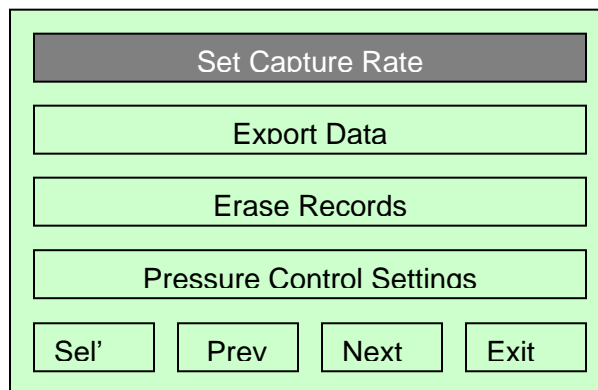 Set Capture Rate
Export Data
Erase Records
Pressure Control Settings
Sel’ Prev Next Exit